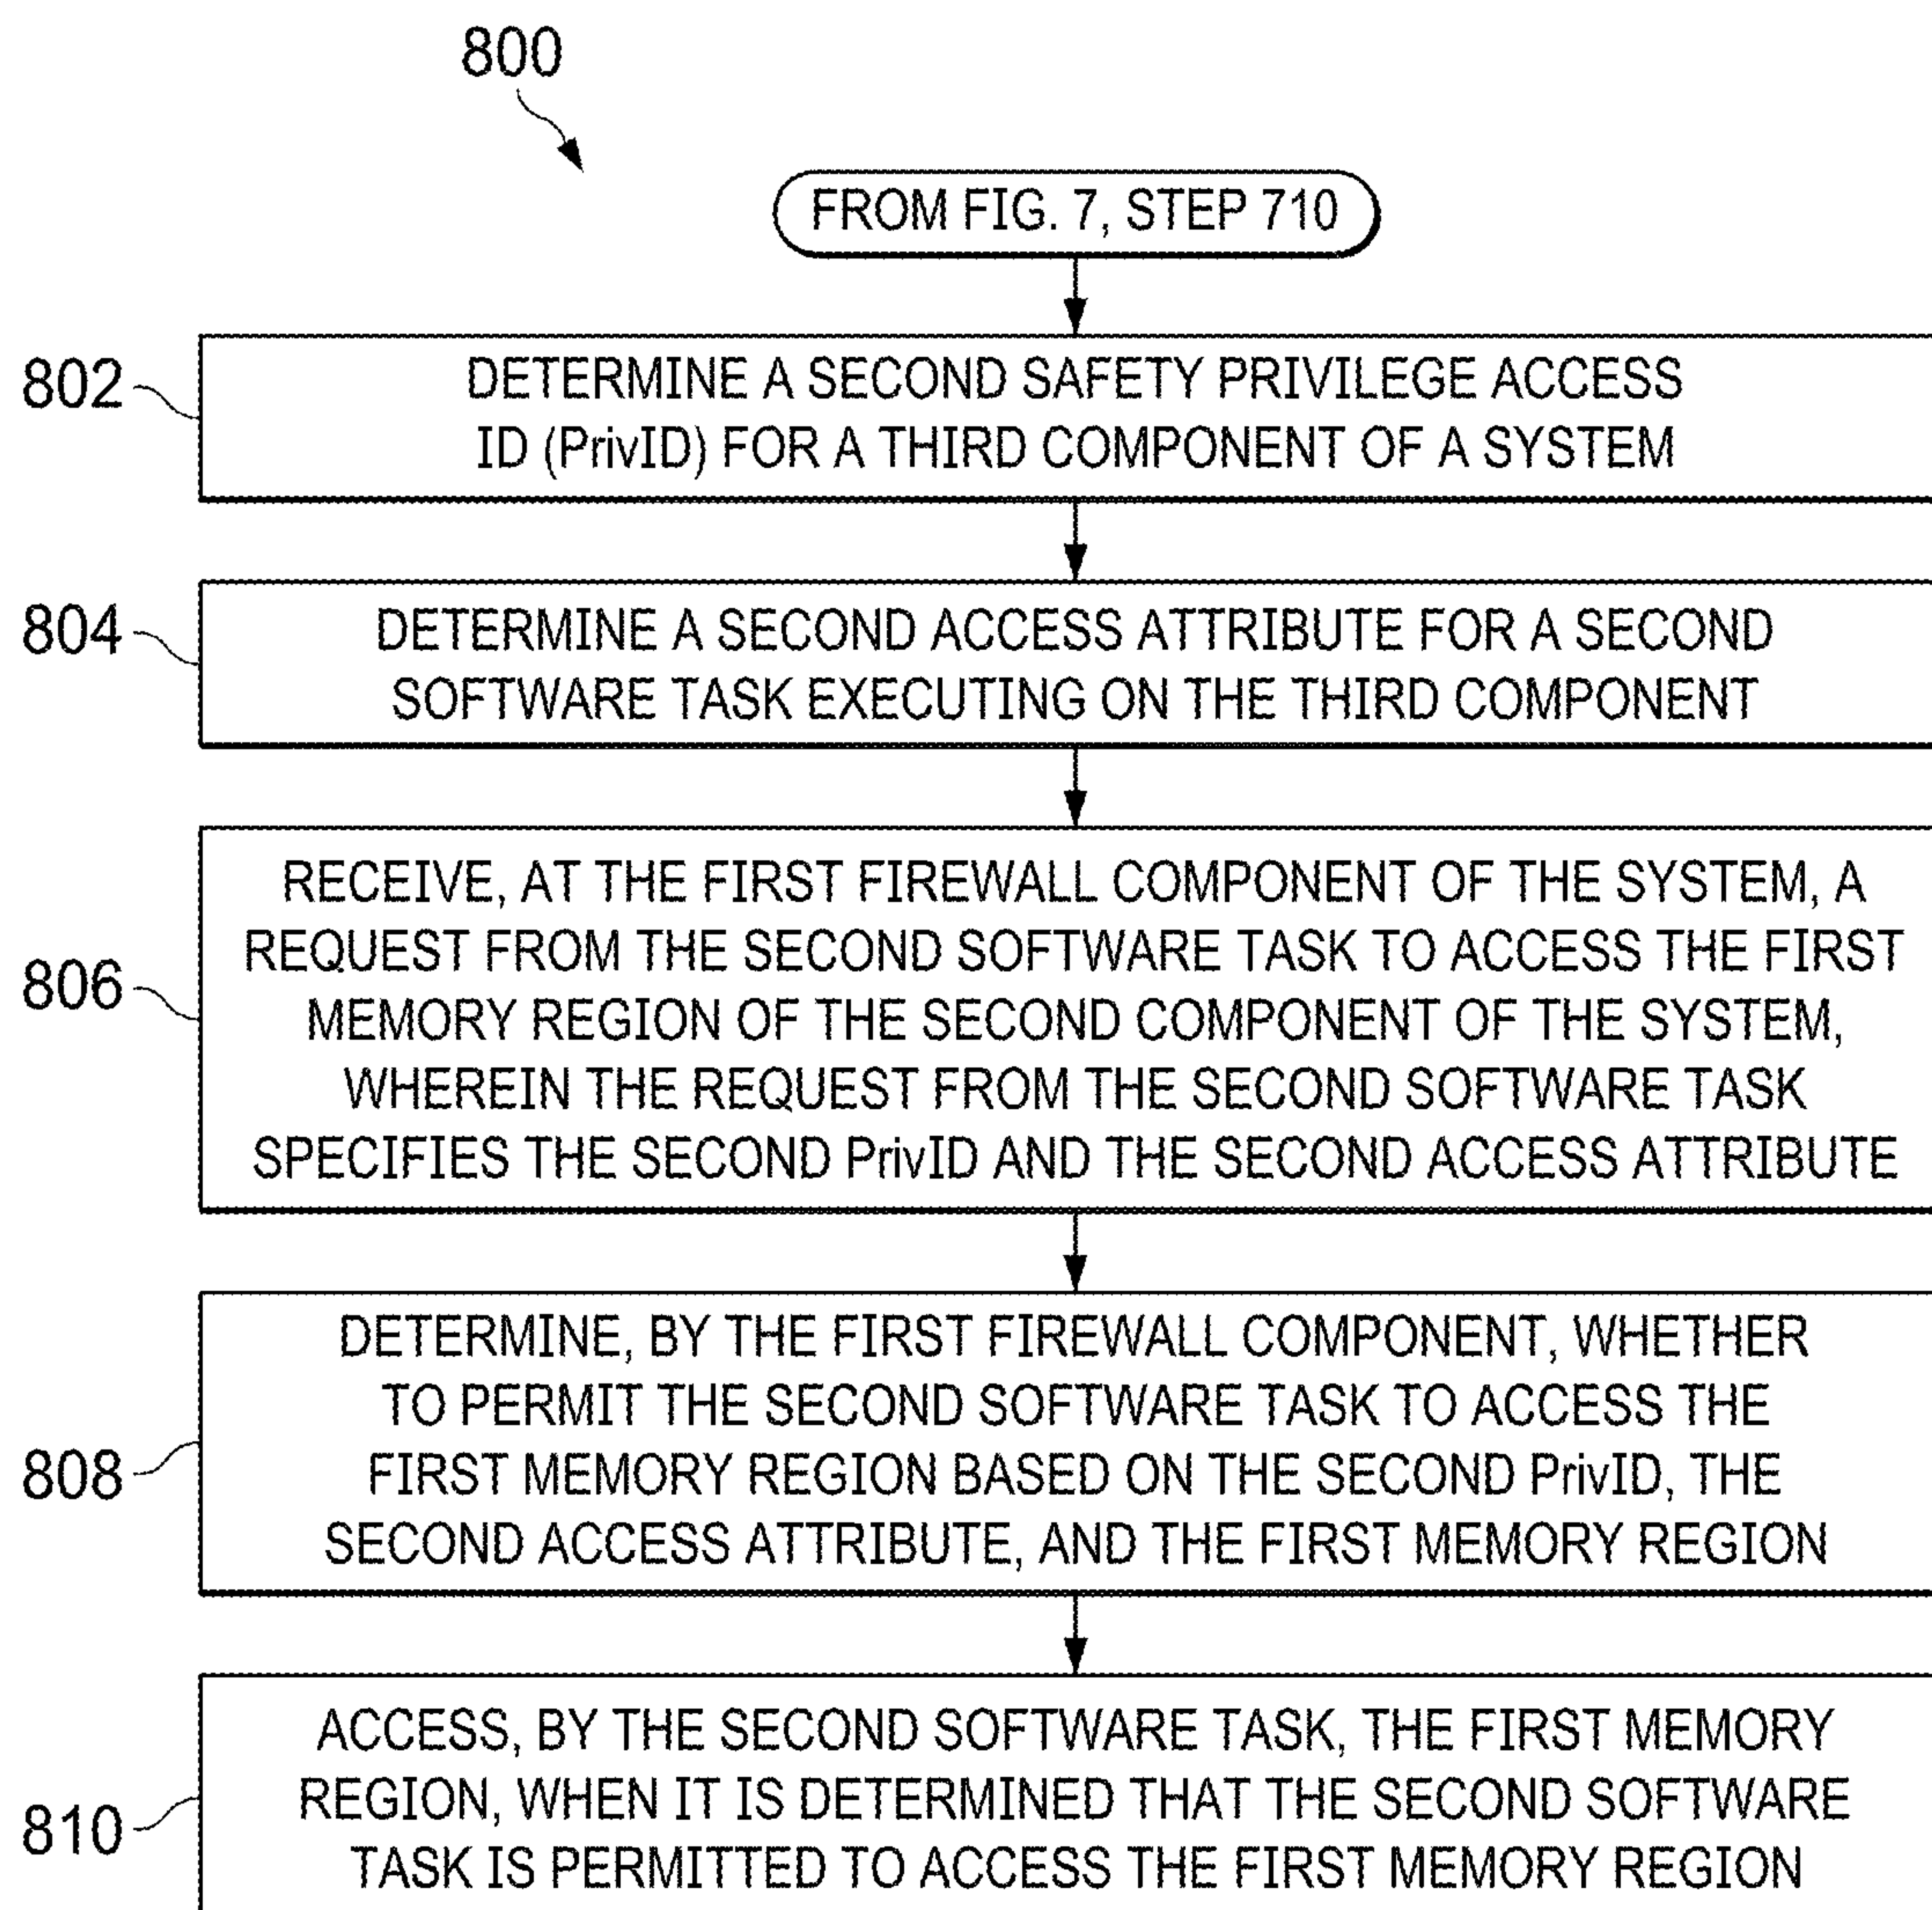 800
FROM FIG. 7, STEP 710
802
DETERMINE A SECOND SAFETY PRIVILEGE ACCESS
ID (PrivID) FOR A THIRD COMPONENT OF A SYSTEM
804
DETERMINE A SECOND ACCESS ATTRIBUTE FOR A SECOND
SOFTWARE TASK EXECUTING ON THE THIRD COMPONENT
806
RECEIVE, AT THE FIRST FIREWALL COMPONENT OF THE SYSTEM, A
REQUEST FROM THE SECOND SOFTWARE TASK TO ACCESS THE FIRST
MEMORY REGION OF THE SECOND COMPONENT OF THE SYSTEM,
WHEREIN THE REQUEST FROM THE SECOND SOFTWARE TASK
SPECIFIES THE SECOND PrivID AND THE SECOND ACCESS ATTRIBUTE
808
DETERMINE, BY THE FIRST FIREWALL COMPONENT, WHETHER
TO PERMIT THE SECOND SOFTWARE TASK TO ACCESS THE
FIRST MEMORY REGION BASED ON THE SECOND PrivID, THE
SECOND ACCESS ATTRIBUTE, AND THE FIRST MEMORY REGION
810
ACCESS, BY THE SECOND SOFTWARE TASK, THE FIRST MEMORY
REGION, WHEN IT IS DETERMINED THAT THE SECOND SOFTWARE
TASK IS PERMITTED TO ACCESS THE FIRST MEMORY REGION